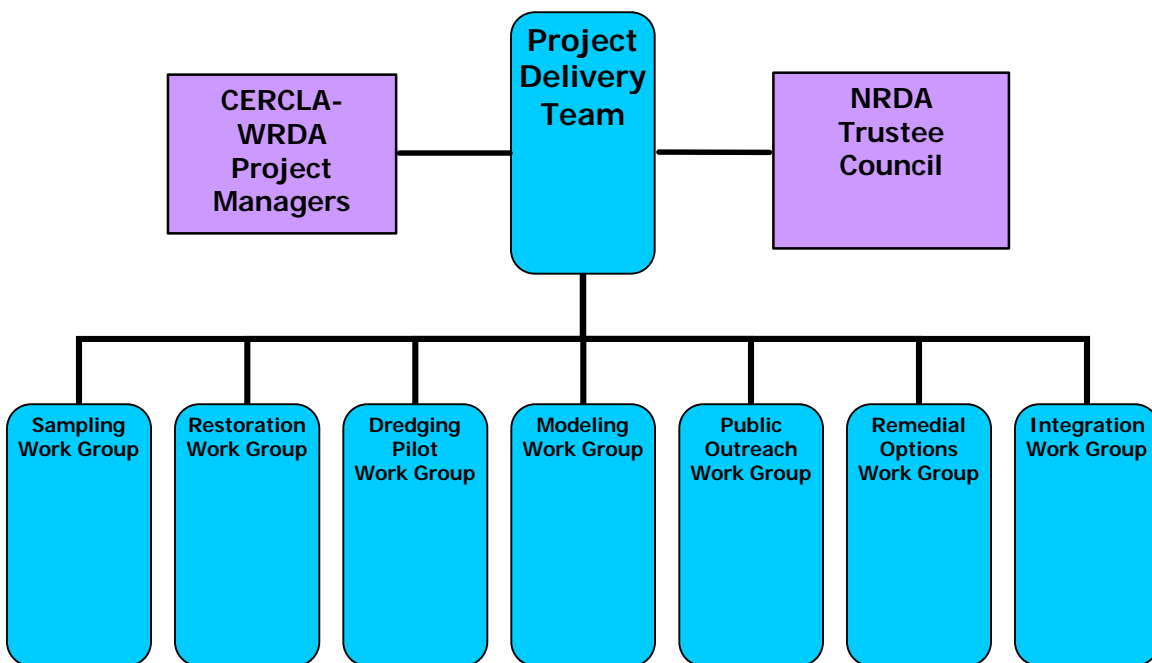 Project
Delivery
Team
CERCLA-
WRDA
Project
Managers
NRDA
Trustee
Council
Sampling
Work Group
Restoration
Work Group
Dredging
Pilot
Work Group
Modeling
Work Group
Public
Outreach
Work Group
Remedial
Options
Work Group
Integration
Work Group